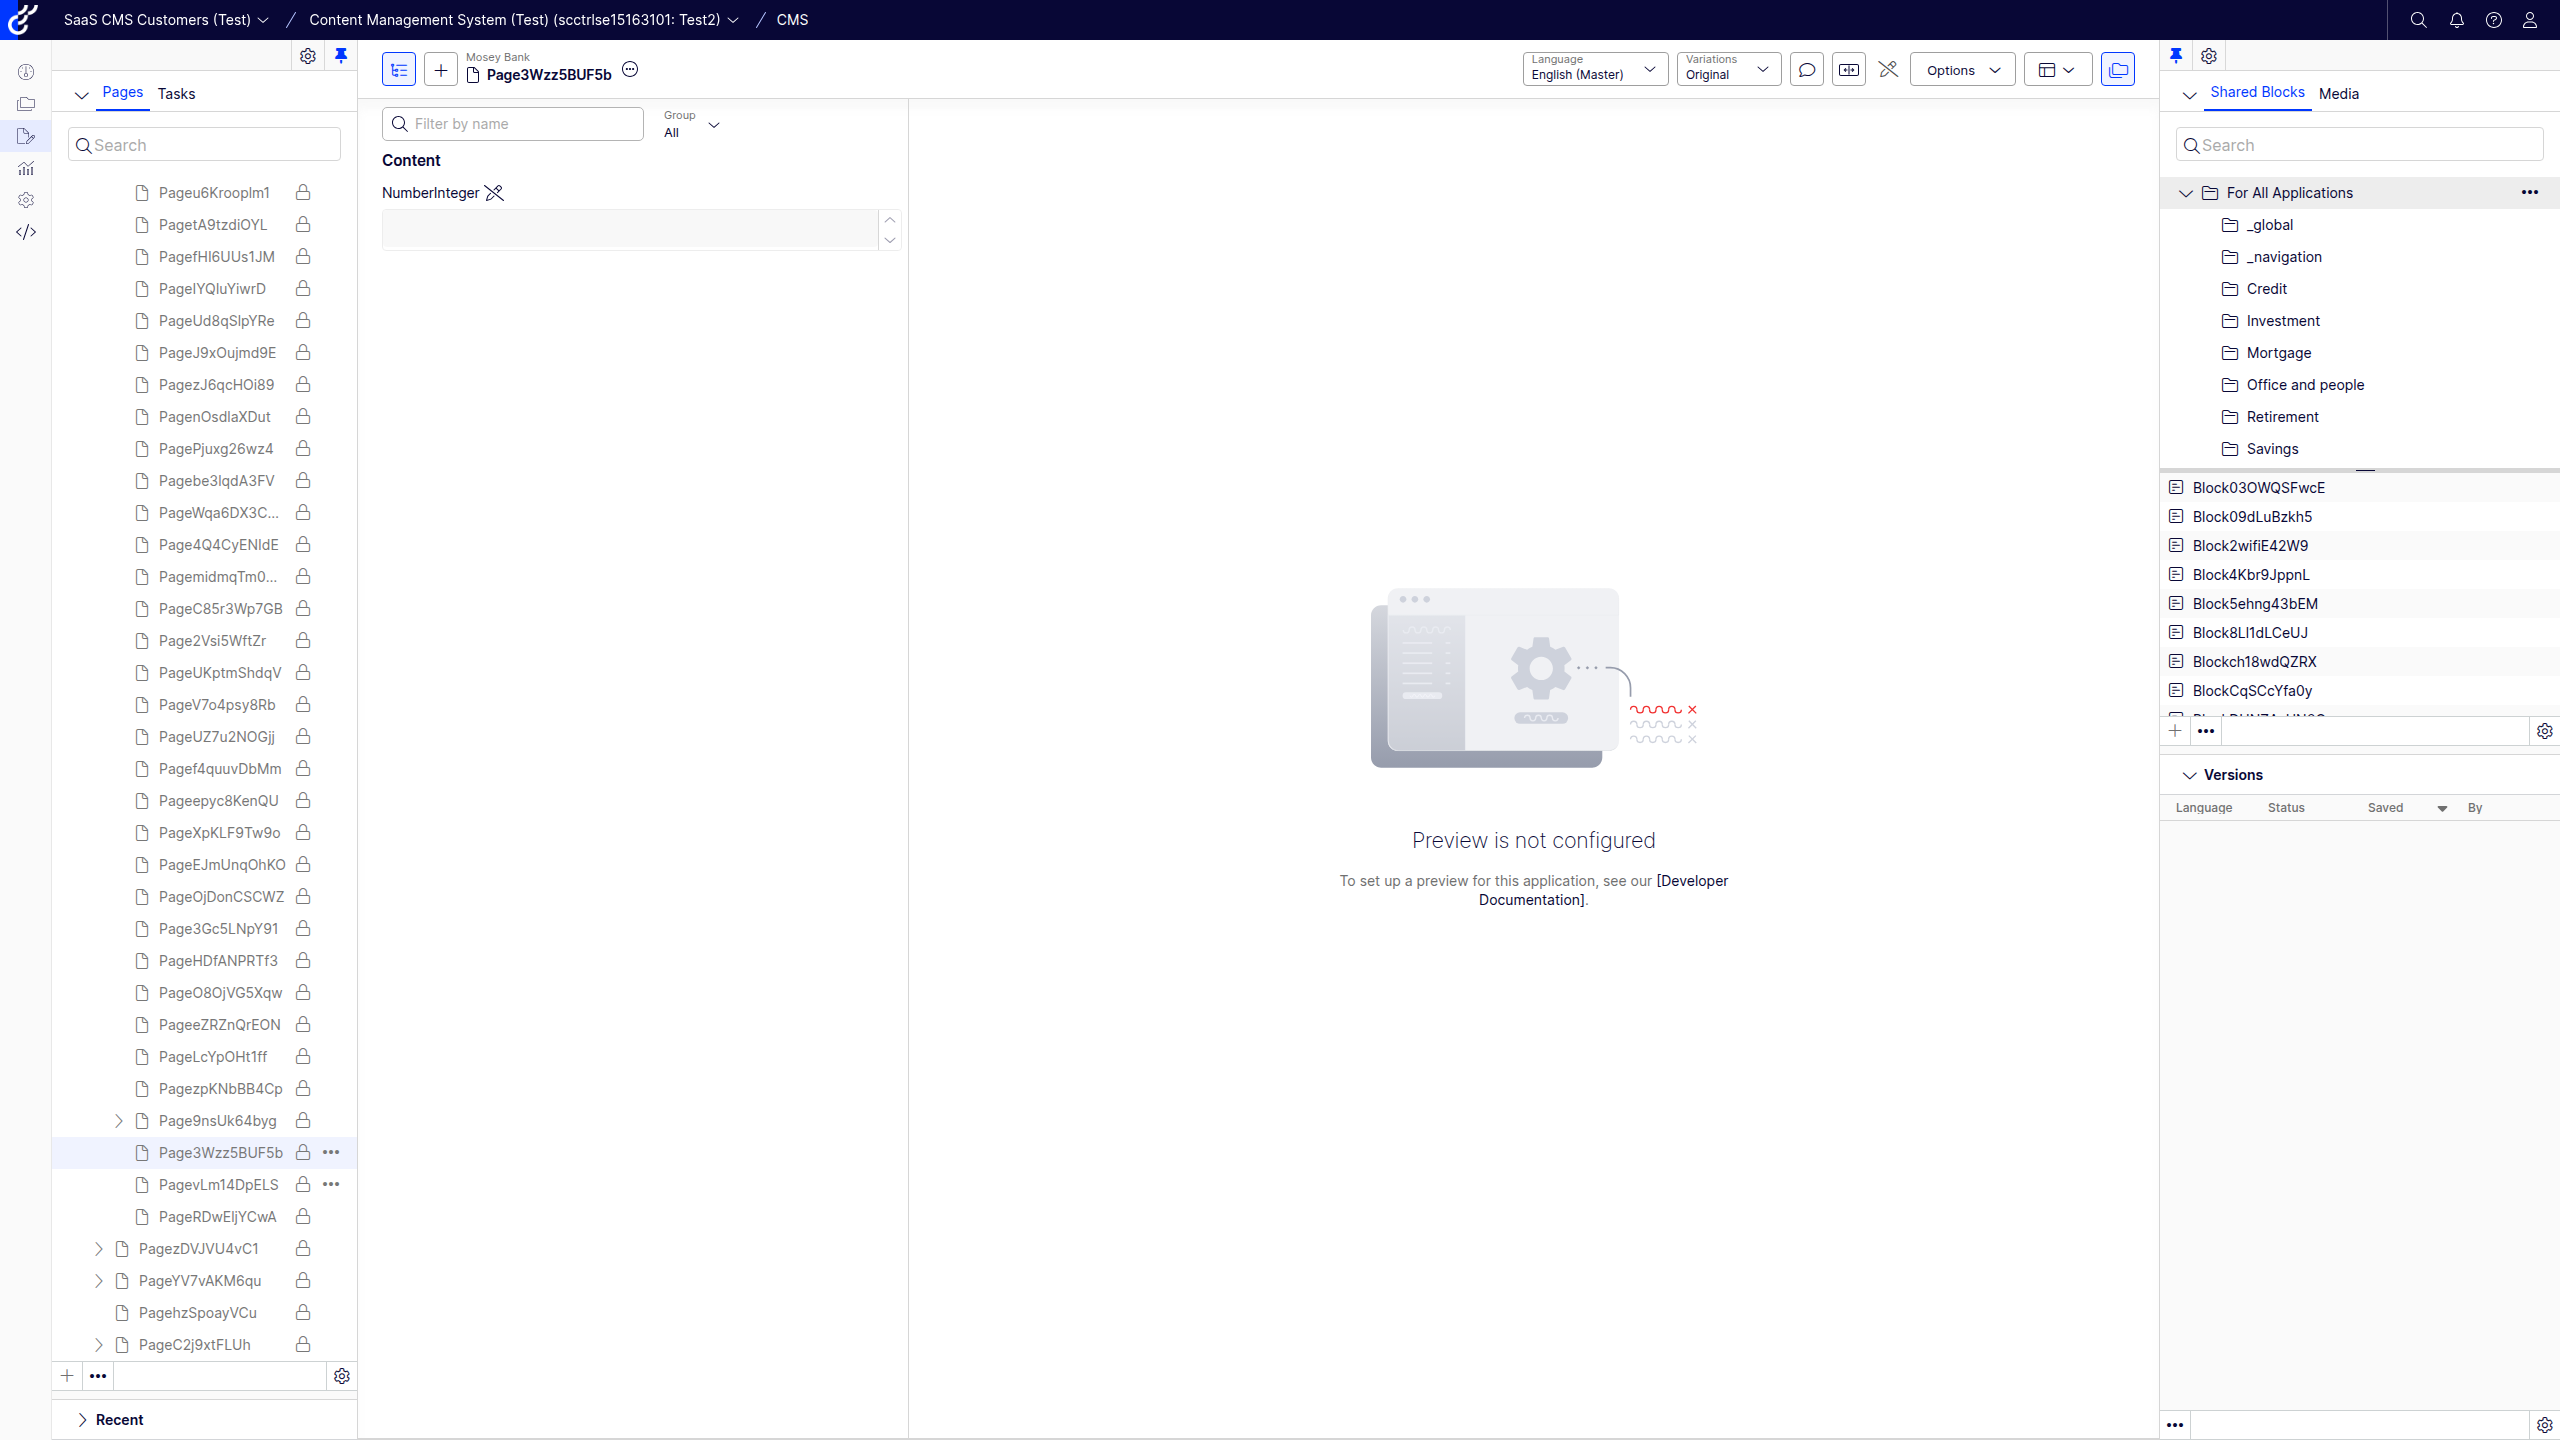 SaaS CMS Customers (Test) / Content Management System (Test) (scctrlse15163101: Test2) / CMS
Pages Tasks
Search
Pageu6Krooplm1
PagetA9tzdiOYL
PagefHI6UUs1JM
PageIYQluYiwrD
PageUd8qSlpYRe
PageJ9xOujmd9E
PagezJ6qcHOi89
PagenOsdlaXDut
PagePjuxg26wz4
Pagebe3lqdA3FV
PageWqa6DX3C...
Page4Q4CyENIdE
PagemidmqTm0...
PageC85r3Wp7GB
Page2Vsi5WftZr
PageUKptmShdqV
PageV7o4psy8Rb
PageUZ7u2NOGjj
Pagef4quuvDbMm
Pageepyc8KenQU
PageXpKLF9Tw9o
PageEJmUnqOhKO
PageOjDonCSCWZ
Page3Gc5LNpY91
PageHDfANPRTf3
PageO8OjVG5Xqw
PageeZRZnQrEON
PageLcYpOHt1ff
PagezpKNbBB4Cp
Page9nsUk64byg
Page3Wzz5BUF5b
PagevLm14DpELS
PageRDwEljYCwA
PagezDVJVU4vC1
PageYV7vAKM6qu
PagehzSpoayVCu
PageC2j9xtFLUh
Recent
Mosey Bank
Page3Wzz5BUF5b
Language
English (Master)
Variations
Original
Options
Filter by name
Group
All
Content
NumberInteger
Preview is not configured
To set up a preview for this application, see our [Developer
Documentation].
Shared Blocks Media
Search
For All Applications
_global
_navigation
Credit
Investment
Mortgage
Office and people
Retirement
Savings
Block03OWQSFwcE
Block09dLuBzkh5
Block2wifiE42W9
Block4Kbr9JppnL
Block5ehng43bEM
Block8LI1dLCeUJ
Blockch18wdQZRX
BlockCqSCcYfa0y
Versions
Language Status Saved By